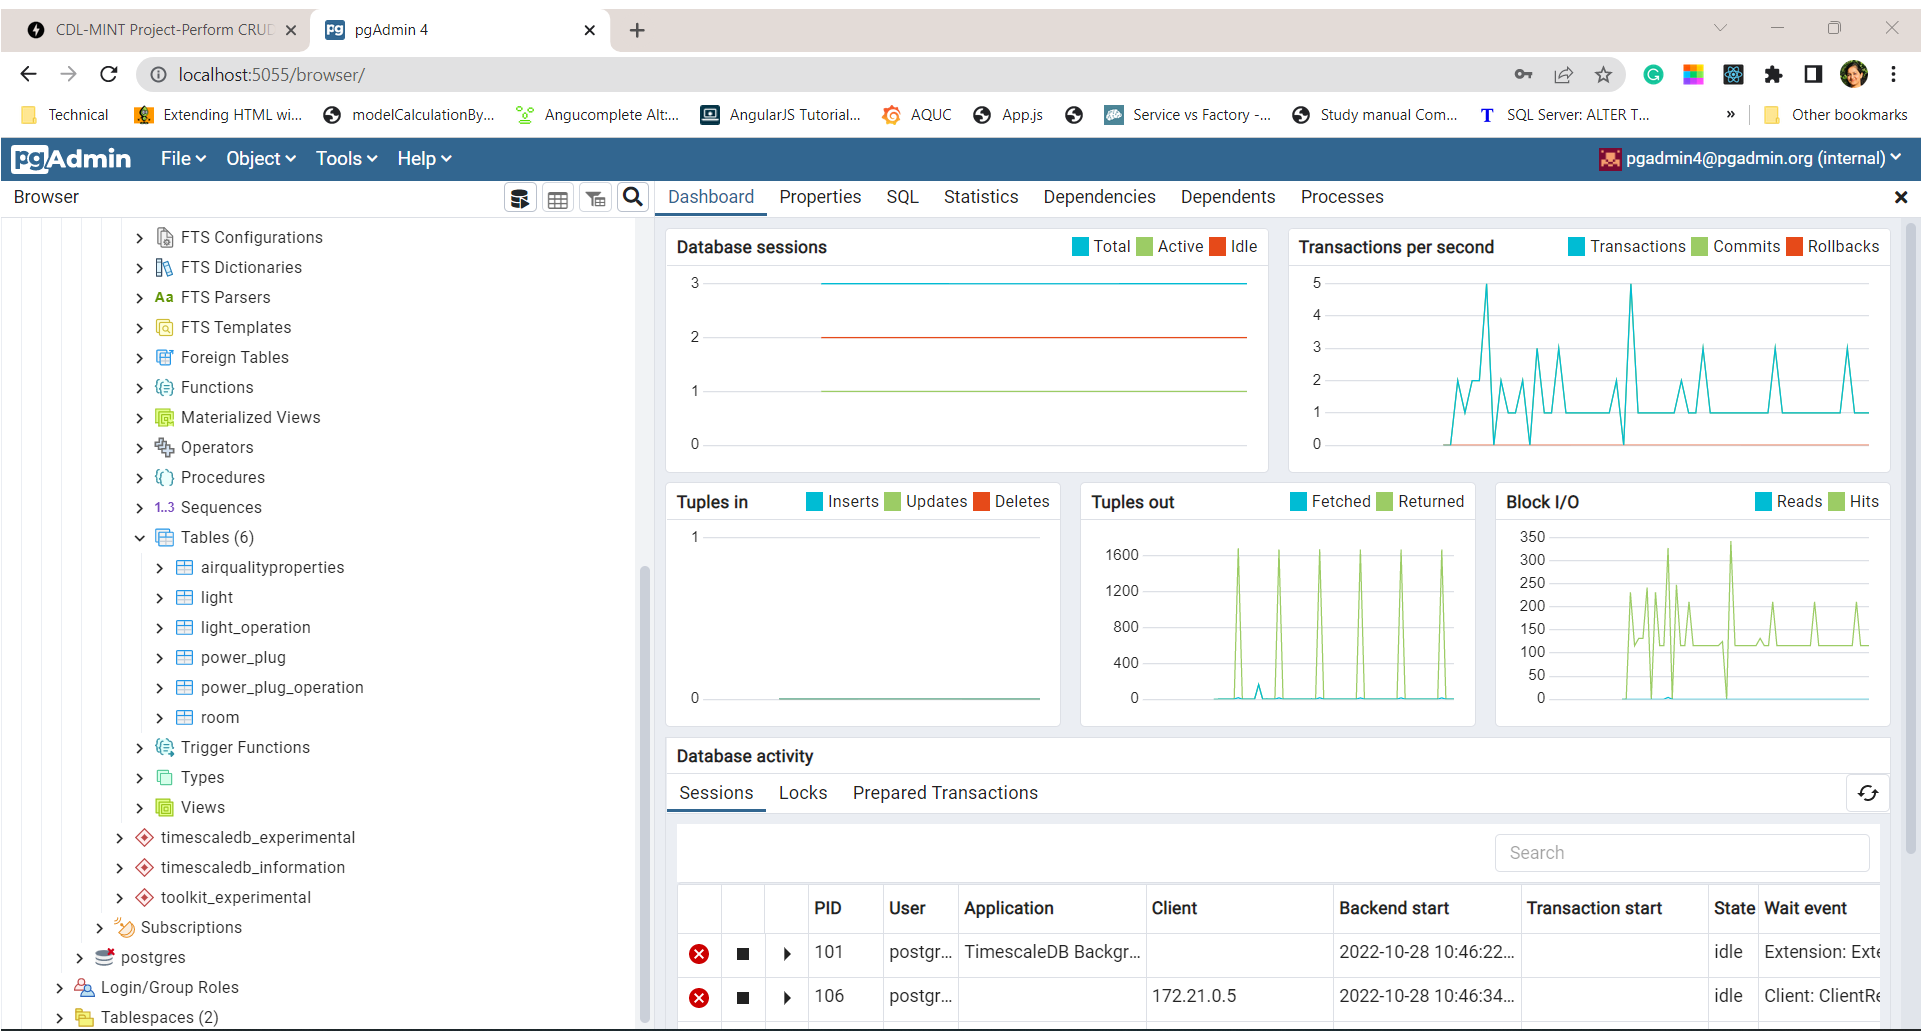 CDL-MINT Project-Perform CRUD
pgAdmin 4
localhost:5055/browser/
Technical
Extending HTML wi...
modelCalculationBy...
Angucomplete Alt:...
AngularJS Tutorial...
AQUC
App.js
Service vs Factory -...
Study manual Com...
T
SQL Server: ALTER T...
»
Other bookmarks
pgAdmin
File
Object
Tools
Help
pgadmin4@pgadmin.org (internal)
Browser
Dashboard
Properties
SQL
Statistics
Dependencies
Dependents
Processes
FTS Configurations
FTS Dictionaries
Aa FTS Parsers
FTS Templates
Foreign Tables
Functions
Materialized Views
Operators
Procedures
1..3 Sequences
Tables (6)
airqualityproperties
light
light_operation
power_plug
power_plug_operation
room
Trigger Functions
Types
Views
timescaledb_experimental
timescaledb_information
toolkit_experimental
Subscriptions
postgres
Login/Group Roles
Tablespaces (2)
Database sessions
Total Active Idle
3
2
1
0
Transactions per second
Transactions Commits Rollbacks
5
4
3
2
1
0
Tuples in
Inserts Updates Deletes
1
0
Tuples out
Fetched Returned
1600
1200
800
400
0
Block I/O
Reads Hits
350
300
250
200
150
100
50
0
Database activity
Sessions
Locks
Prepared Transactions
Search
PID User Application Client Backend start Transaction start State Wait event
101 postgr... TimescaleDB Backgr... 2022-10-28 10:46:22... idle Extension: Exte
106 postgr... 172.21.0.5 2022-10-28 10:46:34... idle Client: ClientRe